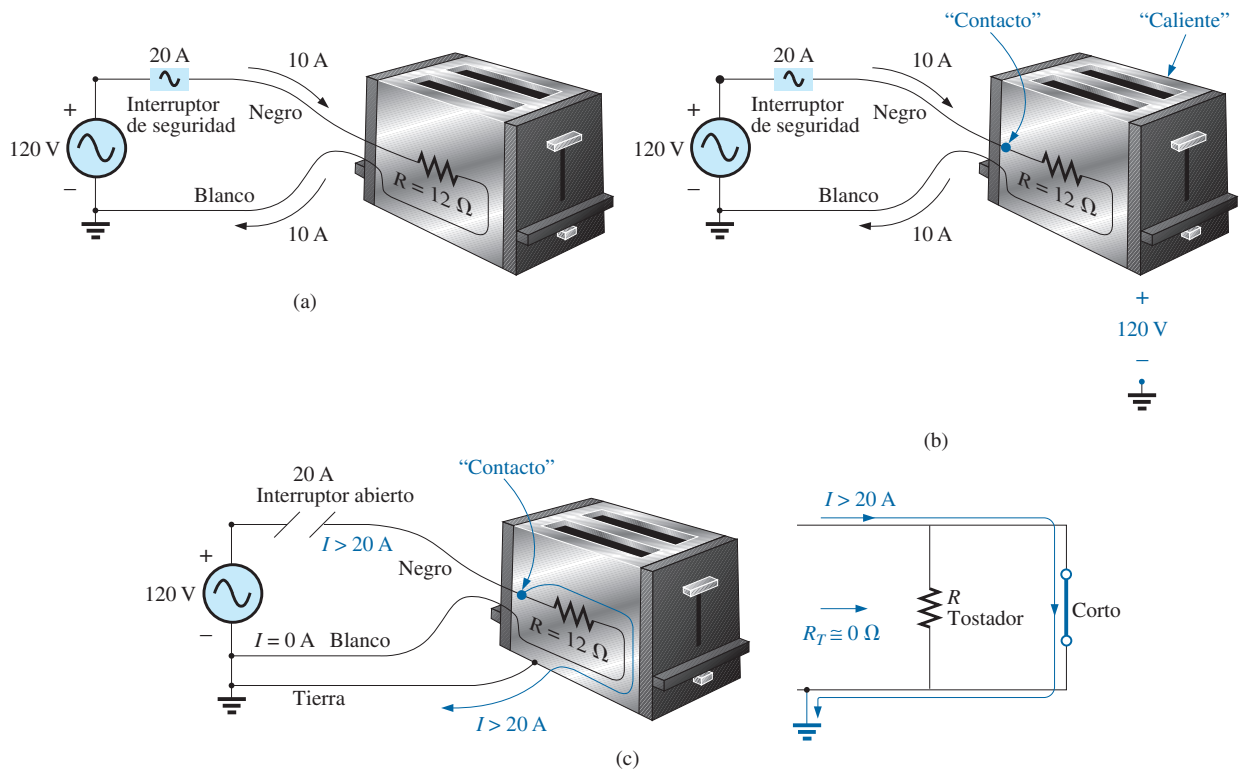 20 A
10 A
Interruptor
de seguridad
Negro
+
120 V
–
R = 12 Ω
Blanco
10 A
(a)
“Contacto”
“Caliente”
20 A
10 A
Interruptor
de seguridad
Negro
+
120 V
–
R = 12 Ω
Blanco
10 A
+
120 V
–
(b)
20 A
Interruptor abierto
“Contacto”
I > 20 A
+
Negro
120 V
–
R = 12 Ω
I = 0 A Blanco
Tierra
I > 20 A
I > 20 A
R
Tostador
Corto
R_T ≅ 0 Ω
(c)